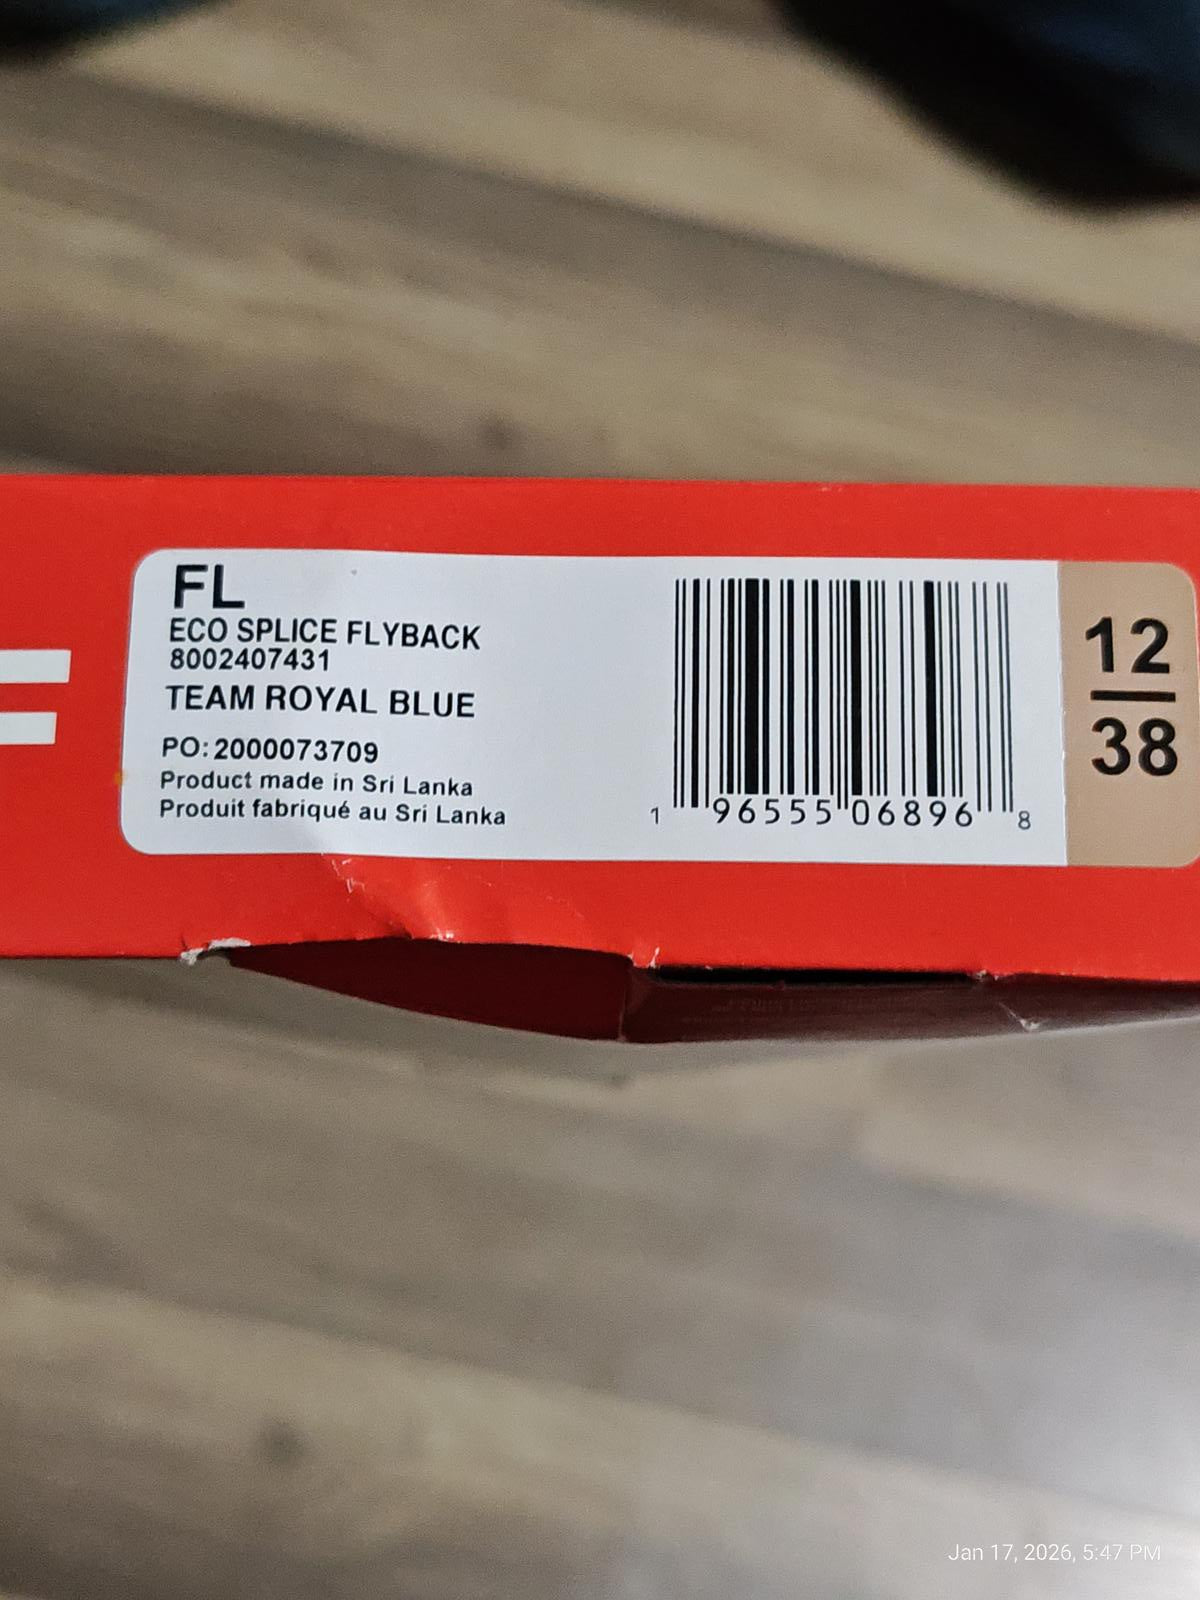 FL
ECO SPLICE FLYBACK
8002407431
TEAM ROYAL BLUE
PO: 2000073709
Product made in Sri Lanka
Produit fabriqué au Sri Lanka
1 96555 06896 8
12
38
Jan 17, 2026, 5:47 PM